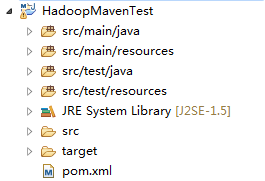 HadoopMavenTest
src/main/java
src/main/resources
src/test/java
src/test/resources
JRE System Library [J2SE-1.5]
src
target
pom.xml